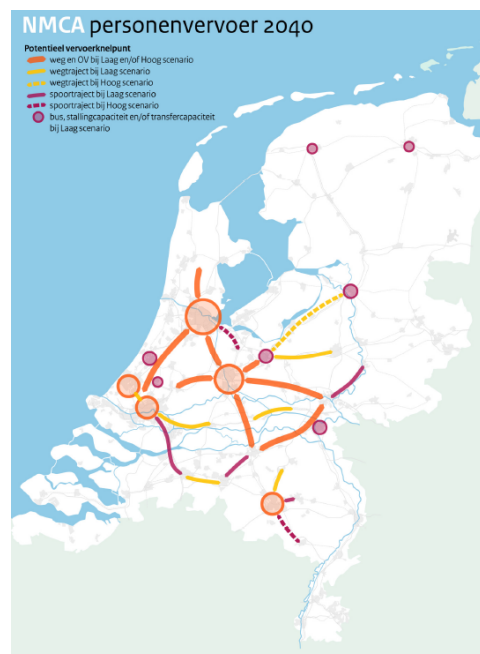 NMCA personenvervoer 2040
Potentieel vervoerknelpunt
weg en OV bij Laag en/of Hoog scenario
wegtraject bij Laag scenario
wegtraject bij Hoog scenario
spoortraject bij Laag scenario
spoortraject bij Hoog scenario
bus, stallingcapaciteit en/of transfercapaciteit
bij Laag scenario